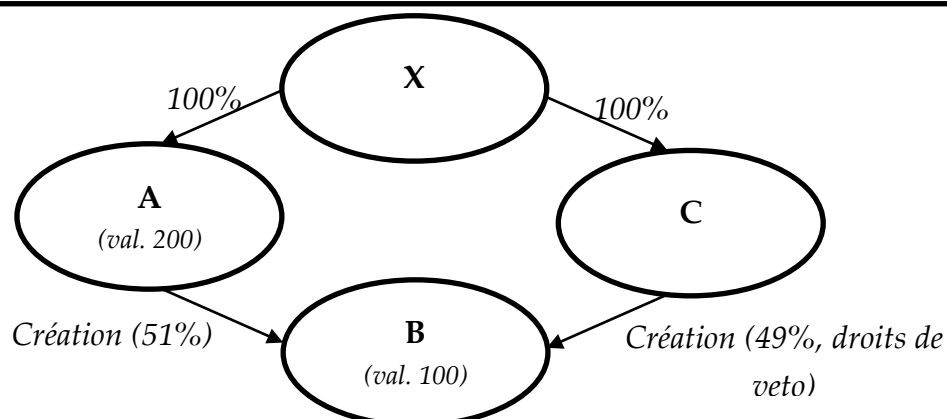 X
100%
100%
A
(val. 200)
C
Création (51%)
B
(val. 100)
Création (49%, droits de
veto)